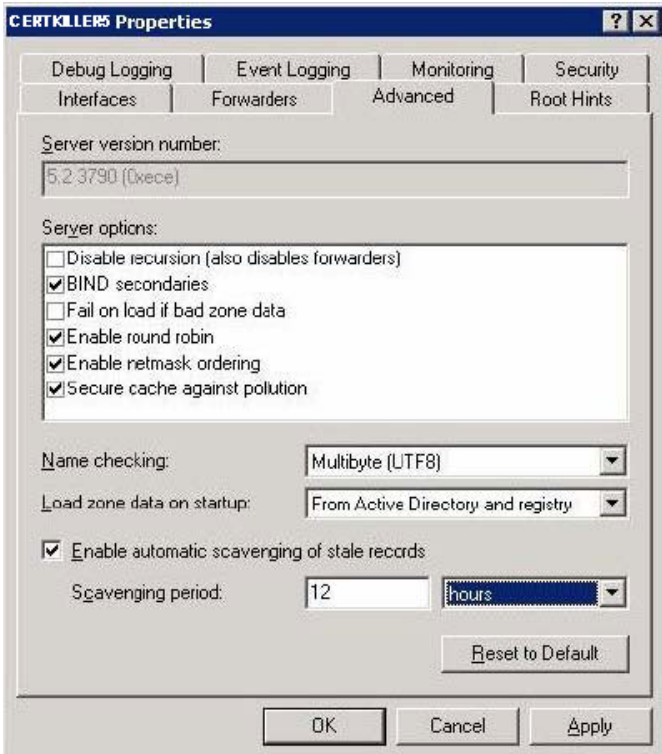 CERTKILLER5 Properties
Debug Logging
Event Logging
Monitoring
Security
Interfaces
Forwarders
Advanced
Root Hints
Server version number:
5.2 3790 (0xece)
Server options:
Disable recursion (also disables forwarders)
BIND secondaries
Fail on load if bad zone data
Enable round robin
Enable netmask ordering
Secure cache against pollution
Name checking:
Multibyte (UTF8)
Load zone data on startup:
From Active Directory and registry
Enable automatic scavenging of stale records
Scavenging period:
12
hours
Reset to Default
OK
Cancel
Apply